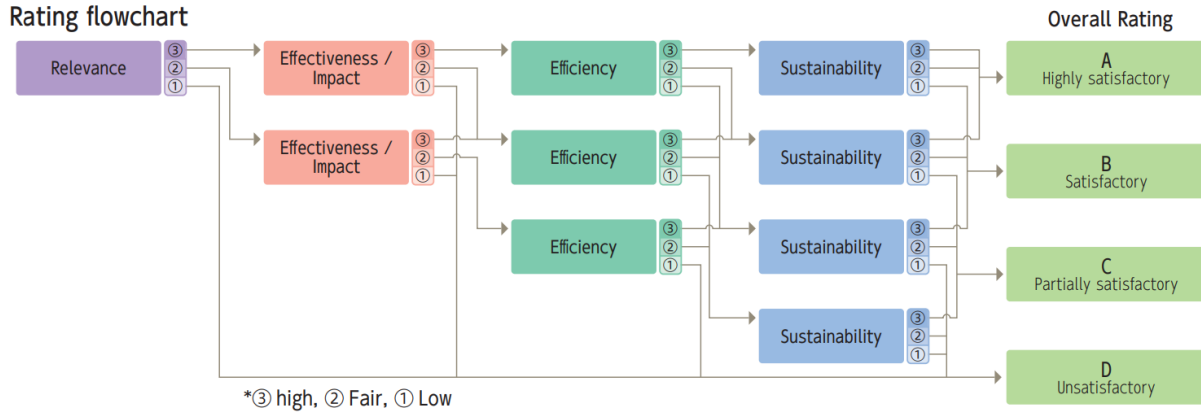 Rating flowchart
Overall Rating
Relevance
③
②
①
Effectiveness /
Impact
③
②
①
Efficiency
③
②
①
Sustainability
③
②
①
A
Highly satisfactory
Effectiveness /
Impact
③
②
①
Efficiency
③
②
①
Sustainability
③
②
①
B
Satisfactory
Efficiency
③
②
①
Sustainability
③
②
①
C
Partially satisfactory
Sustainability
③
②
①
D
Unsatisfactory
*③ high, ② Fair, ① Low